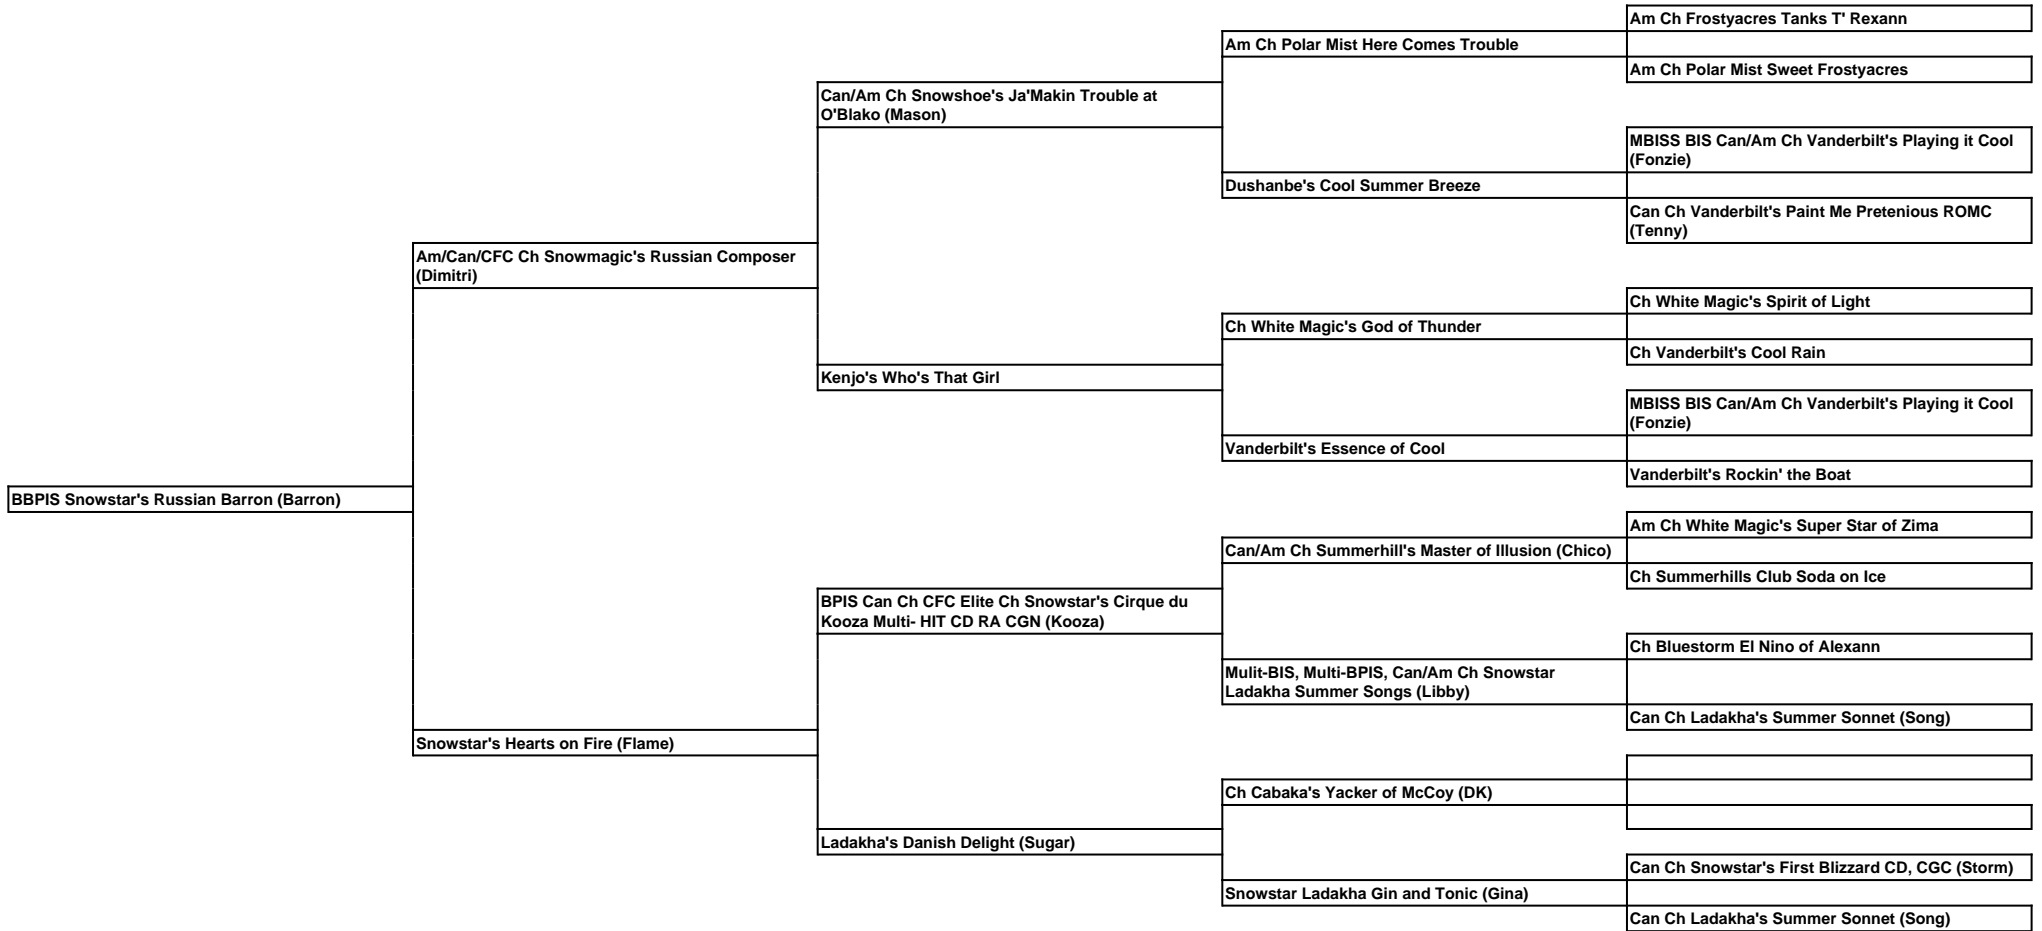 Am Ch Frostyacres Tanks T' Rexann
Am Ch Polar Mist Here Comes Trouble
Am Ch Polar Mist Sweet Frostyacres
Can/Am Ch Snowshoe's Ja'Makin Trouble at
O'Blako (Mason)
MBISS BIS Can/Am Ch Vanderbilt's Playing it Cool
(Fonzie)
Dushanbe's Cool Summer Breeze
Can Ch Vanderbilt's Paint Me Pretenious ROMC
(Tenny)
Am/Can/CFC Ch Snowmagic's Russian Composer
(Dimitri)
Ch White Magic's Spirit of Light
Ch White Magic's God of Thunder
Ch Vanderbilt's Cool Rain
Kenjo's Who's That Girl
MBISS BIS Can/Am Ch Vanderbilt's Playing it Cool
(Fonzie)
Vanderbilt's Essence of Cool
Vanderbilt's Rockin' the Boat
BBPIS Snowstar's Russian Barron (Barron)
Am Ch White Magic's Super Star of Zima
Can/Am Ch Summerhill's Master of Illusion (Chico)
Ch Summerhills Club Soda on Ice
BPIS Can Ch CFC Elite Ch Snowstar's Cirque du
Kooza Multi- HIT CD RA CGN (Kooza)
Ch Bluestorm El Nino of Alexann
Mulit-BIS, Multi-BPIS, Can/Am Ch Snowstar
Ladakha Summer Songs (Libby)
Can Ch Ladakha's Summer Sonnet (Song)
Snowstar's Hearts on Fire (Flame)
Ch Cabaka's Yacker of McCoy (DK)
Ladakha's Danish Delight (Sugar)
Can Ch Snowstar's First Blizzard CD, CGC (Storm)
Snowstar Ladakha Gin and Tonic (Gina)
Can Ch Ladakha's Summer Sonnet (Song)